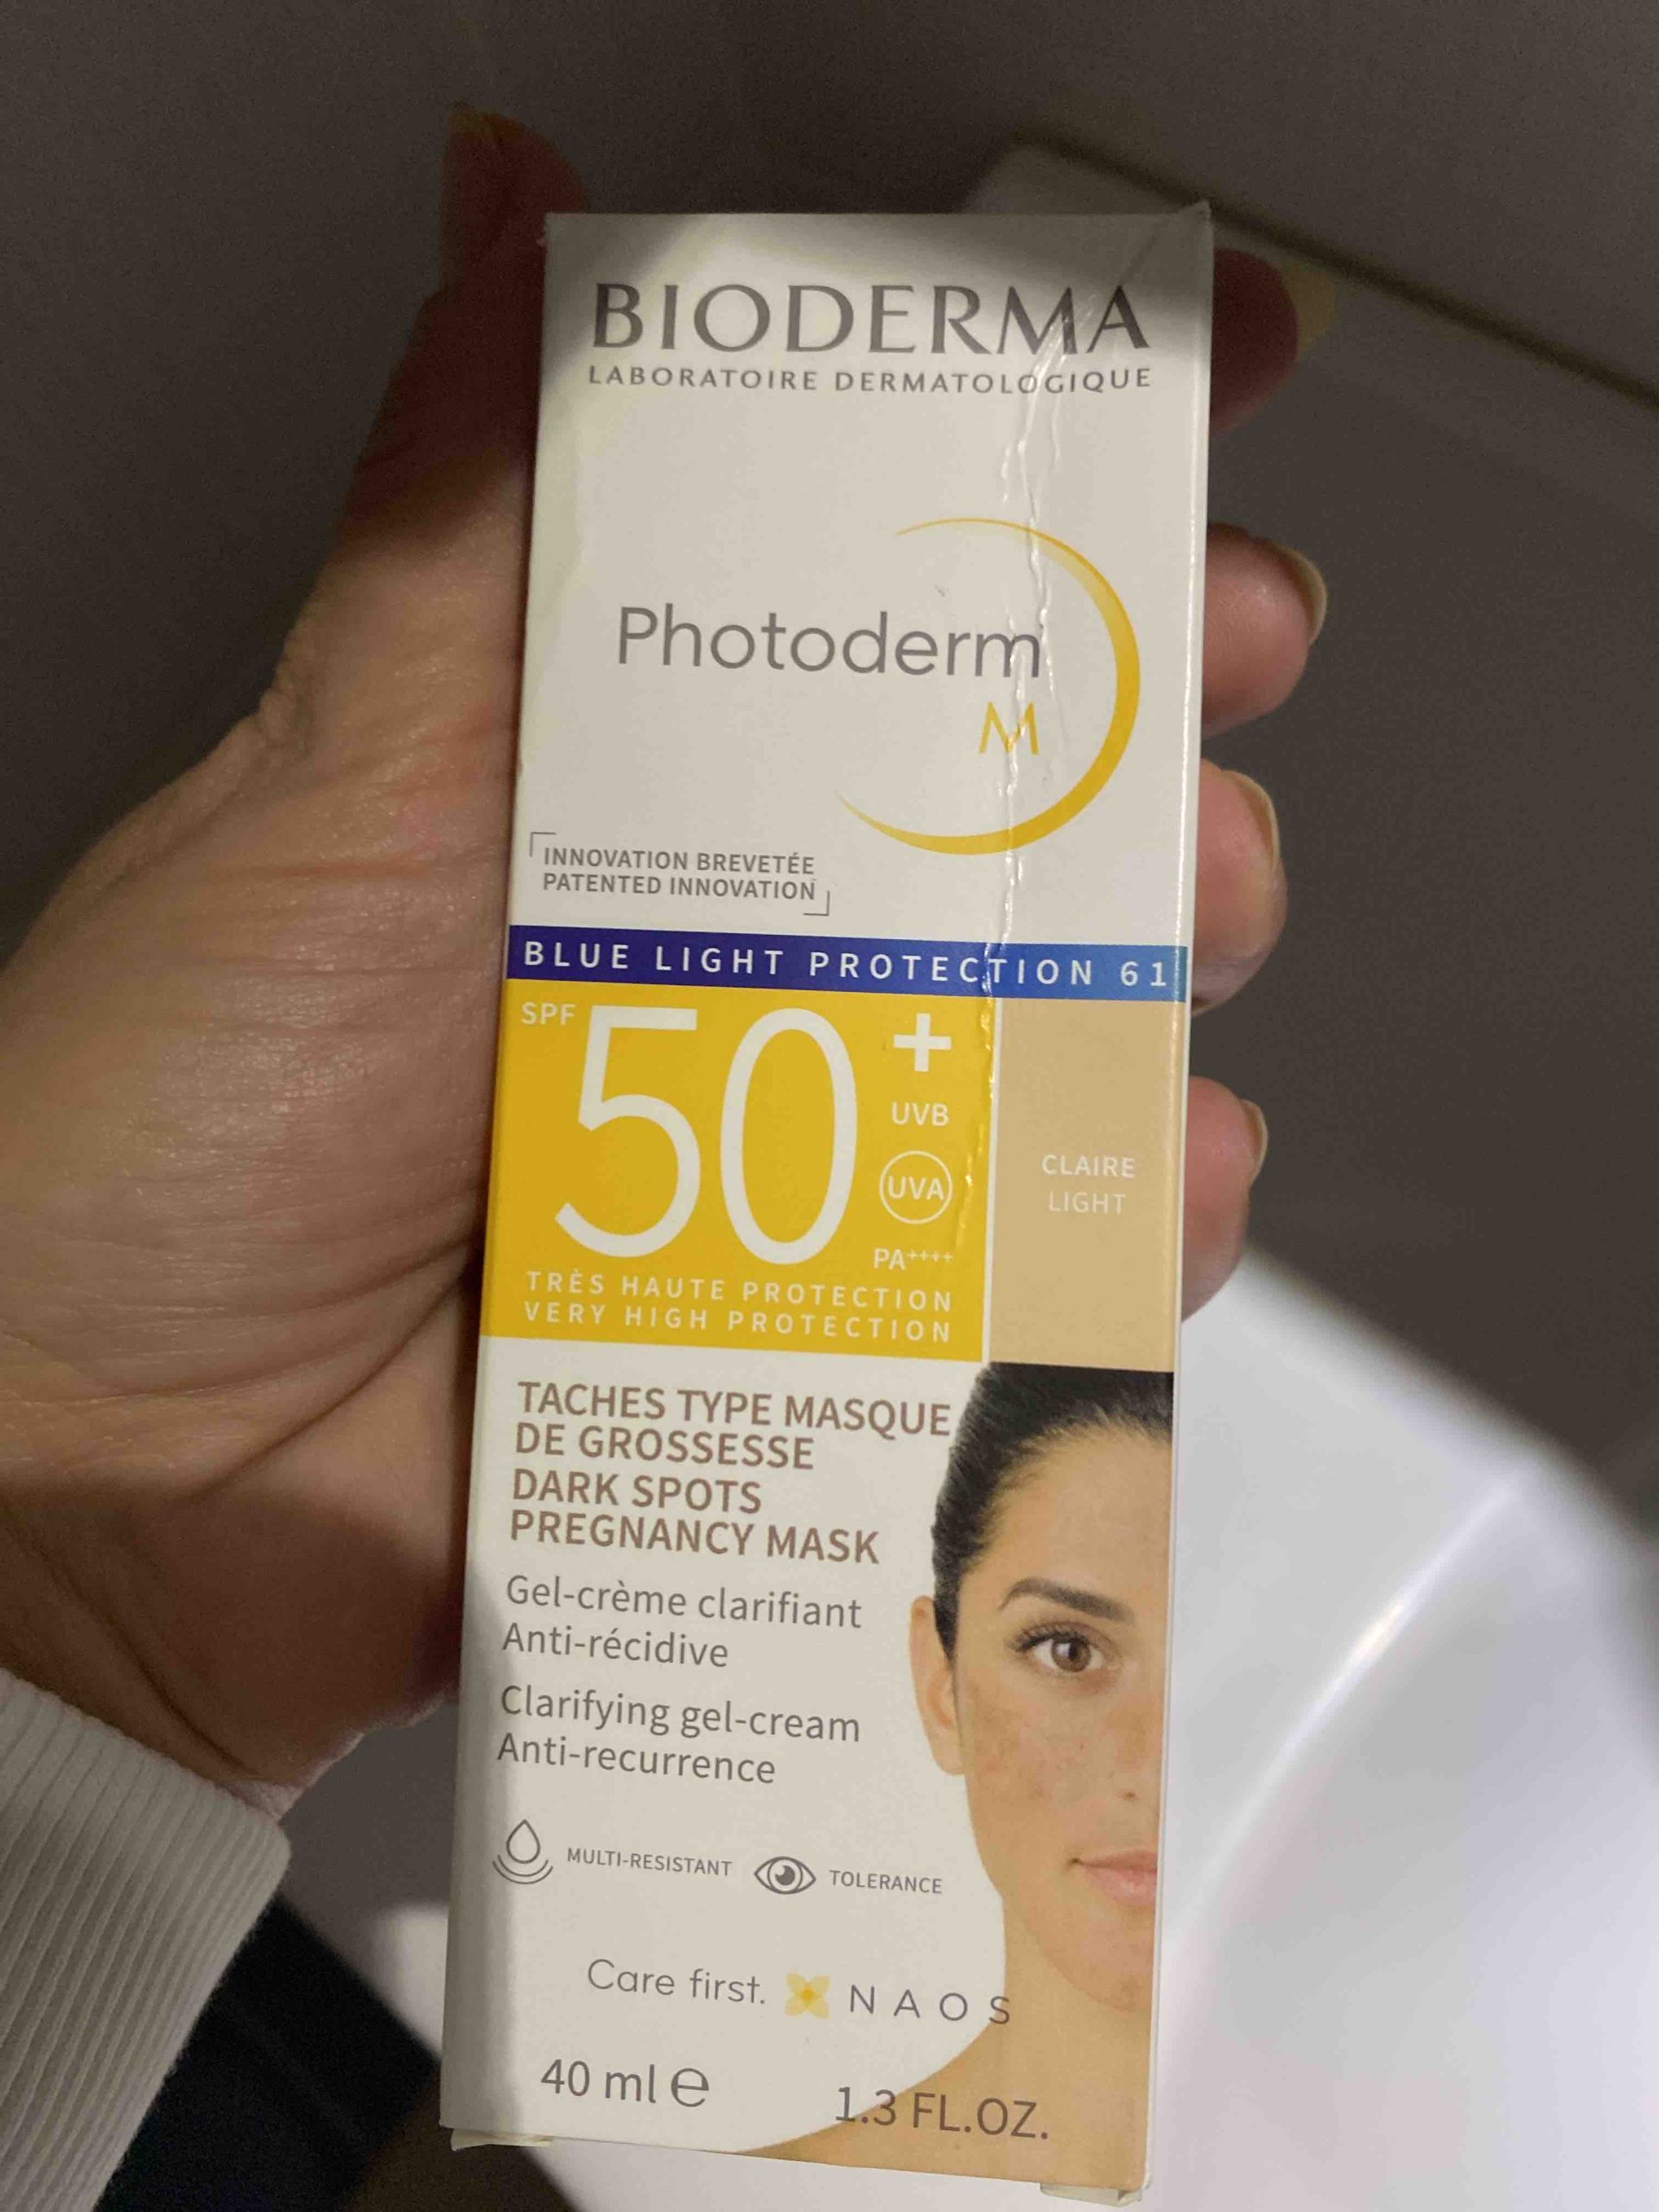 BIODERMA
LABORATOIRE DERMATOLOGIQUE
Photoderm
M
INNOVATION BREVETÉE
PATENTED INNOVATION
BLUE LIGHT PROTECTION 61
SPF 50+
UVB
UVA
PA++++
TRÈS HAUTE PROTECTION
VERY HIGH PROTECTION
CLAIRE
LIGHT
TACHES TYPE MASQUE
DE GROSSESSE
DARK SPOTS
PREGNANCY MASK
Gel-crème clarifiant
Anti-récidive
Clarifying gel-cream
Anti-recurrence
MULTI-RESISTANT TOLERANCE
Care first. NAOS
40 ml e 1.3 FL.OZ.